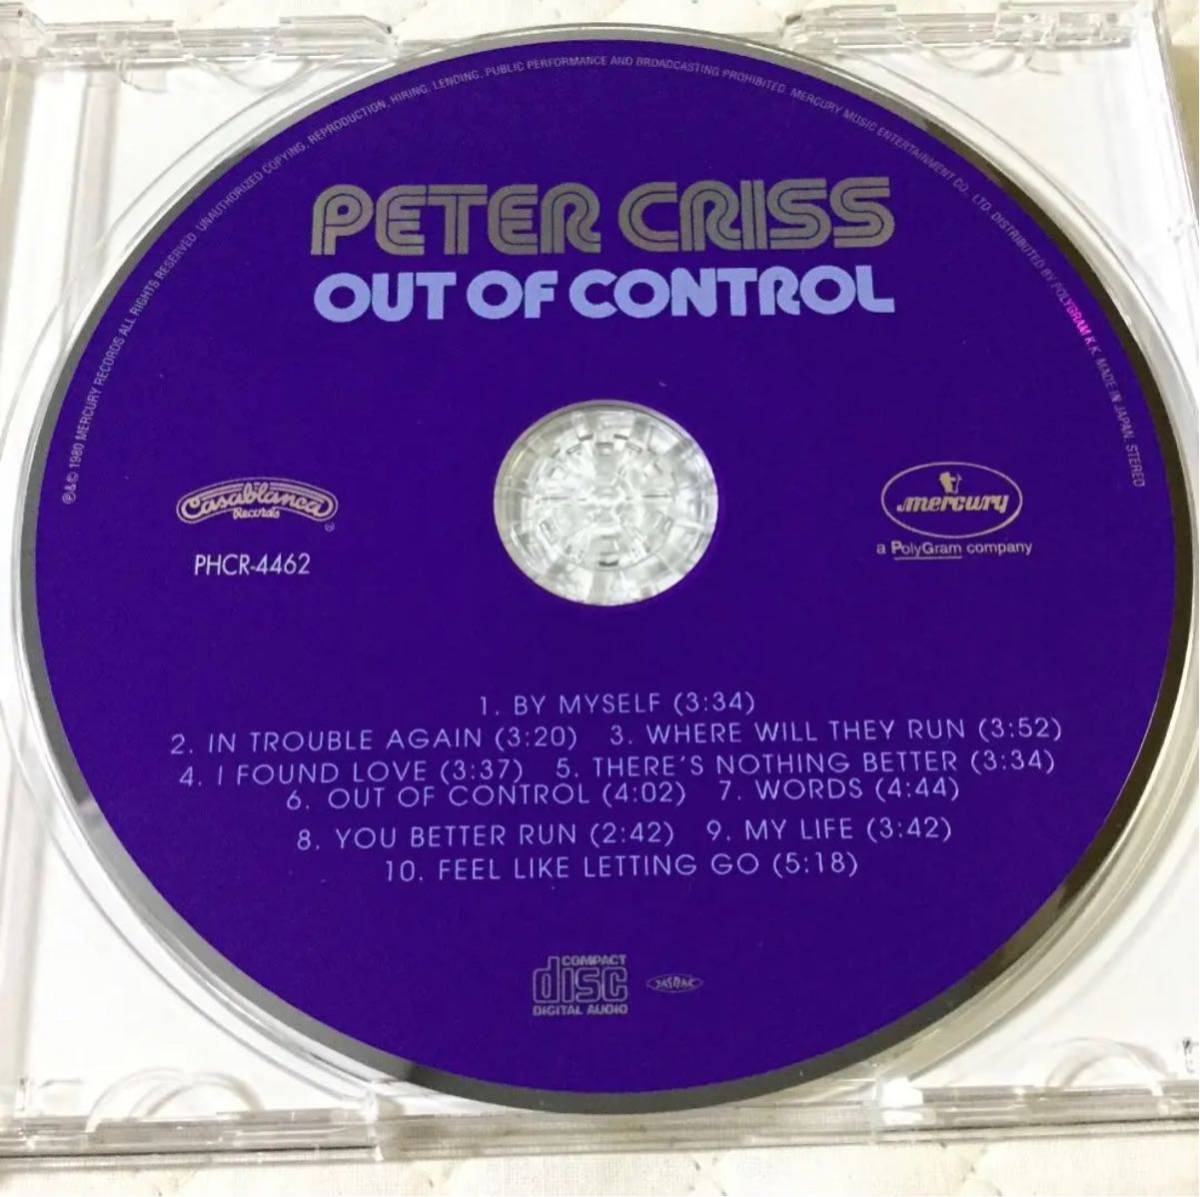 ℗&© 1980 MERCURY RECORDS ALL RIGHTS RESERVED. UNAUTHORIZED COPYING, REPRODUCTION, HIRING, LENDING, PUBLIC PERFORMANCE AND BROADCASTING PROHIBITED. MERCURY MUSIC ENTERTAINMENT CO., LTD. DISTRIBUTED BY POLYGRAM K.K. MADE IN JAPAN. STEREO
PETER CRISS
OUT OF CONTROL
Casablanca
Records
PHCR-4462
mercury
a PolyGram company
1. BY MYSELF (3:34)
2. IN TROUBLE AGAIN (3:20) 3. WHERE WILL THEY RUN (3:52)
4. I FOUND LOVE (3:37) 5. THERE'S NOTHING BETTER (3:34)
6. OUT OF CONTROL (4:02) 7. WORDS (4:44)
8. YOU BETTER RUN (2:42) 9. MY LIFE (3:42)
10. FEEL LIKE LETTING GO (5:18)
COMPACT
disc
DIGITAL AUDIO
JASRAC